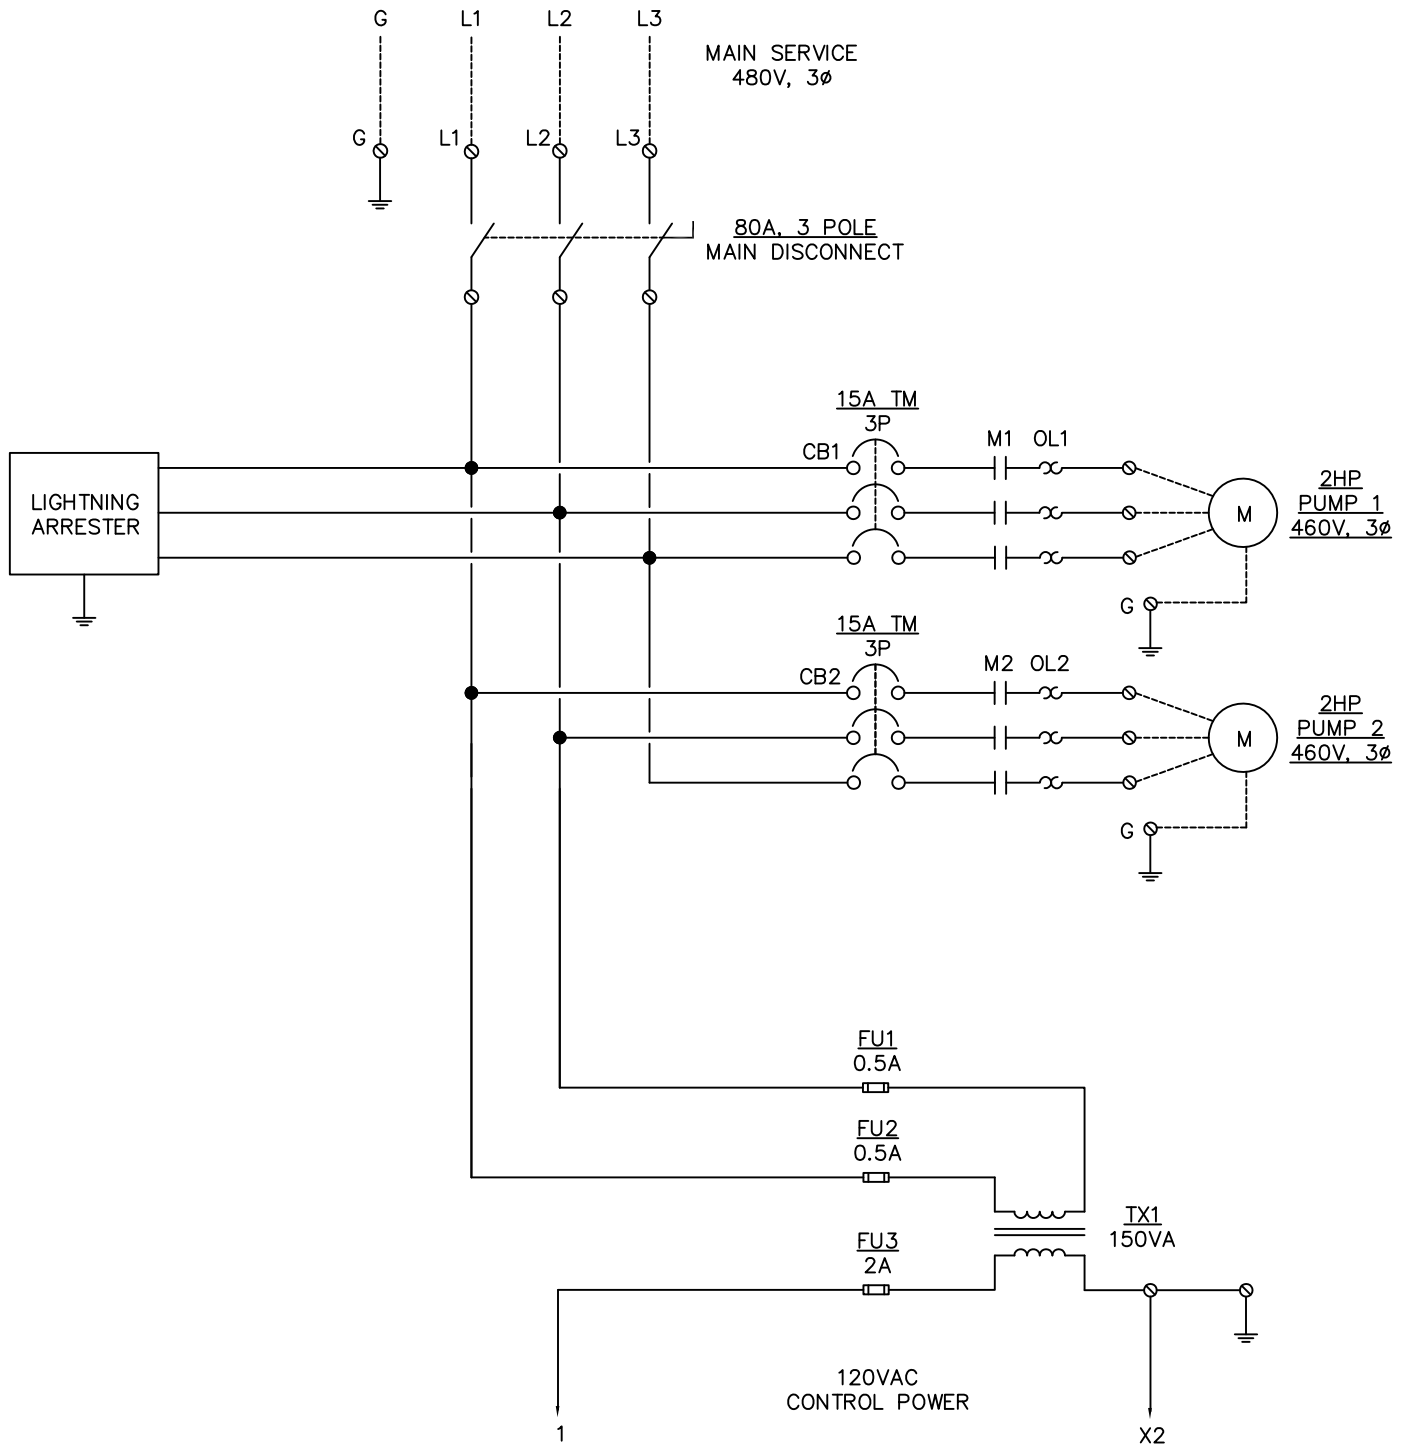 G L1 L2 L3
MAIN SERVICE
480V, 3ø
G L1 L2 L3
80A, 3 POLE
MAIN DISCONNECT
15A TM
3P
CB1 M1 OL1
LIGHTNING
ARRESTER
2HP
PUMP 1
460V, 3ø
M
G
15A TM
3P
CB2 M2 OL2
2HP
PUMP 2
460V, 3ø
M
G
FU1
0.5A
FU2
0.5A
TX1
150VA
FU3
2A
120VAC
CONTROL POWER
1 X2